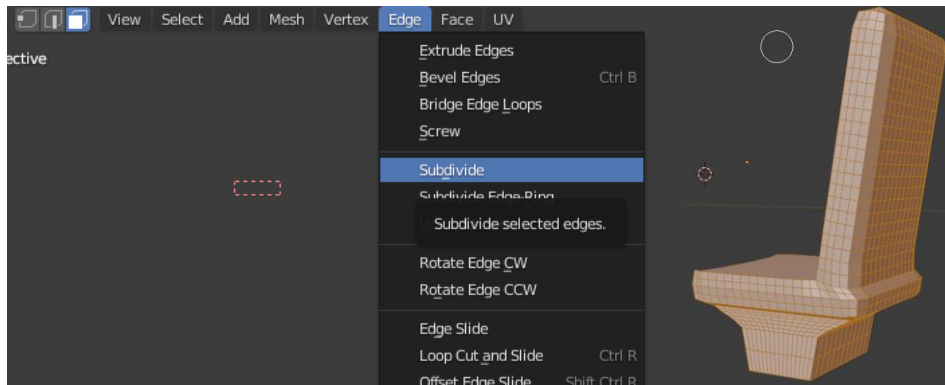 View Select Add Mesh Vertex Edge Face UV
ective
Extrude Edges
Bevel Edges Ctrl B
Bridge Edge Loops
Screw
Subdivide
Subdivide Edge-Ring
Subdivide selected edges.
Rotate Edge CW
Rotate Edge CCW
Edge Slide
Loop Cut and Slide Ctrl R
Offset Edge Slide Shift Ctrl R